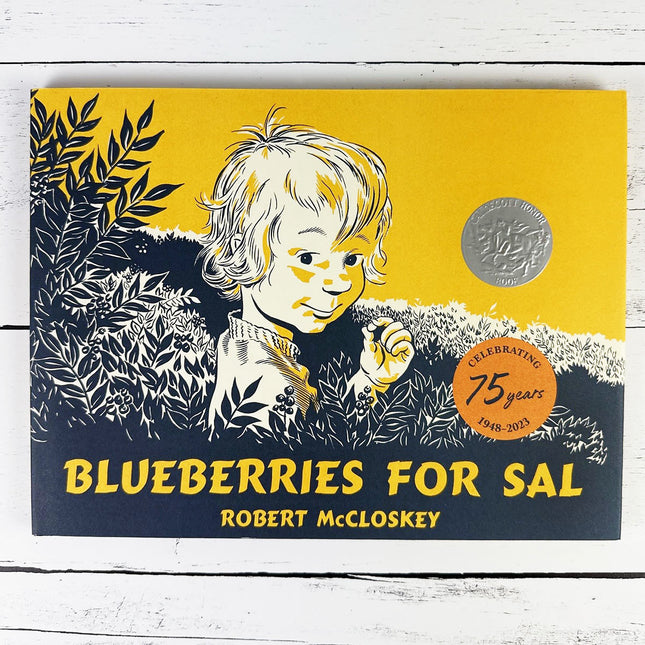 CALDECOTT HONOR
BOOK
CELEBRATING
75 years
1948-2023
BLUEBERRIES FOR SAL
ROBERT McCLOSKEY